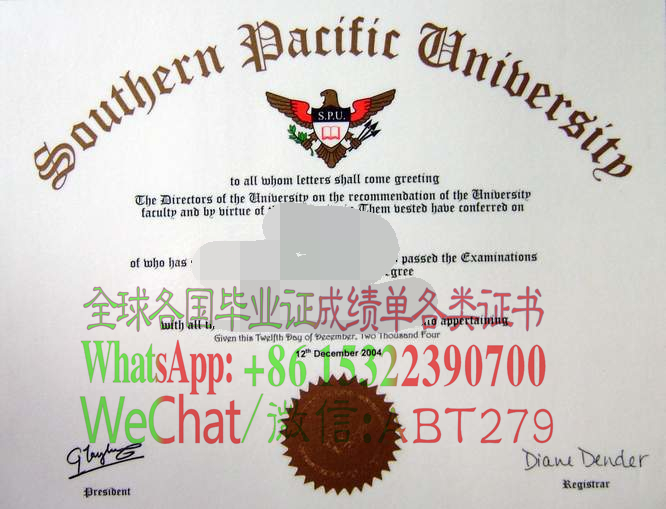 Southern Pacific University
S.P.U.
to all whom letters shall come greeting
The Directors of the University on the recommendation of the University
faculty and by virtue of Them vested have conferred on
of who has passed the Examinations
全球各国毕业证成绩单各类证书
with all appertaining
Given this Twelfth Day of December, Two Thousand Four
12th December 2004
WhatsApp: +86 15322390700
WeChat/微信:ABT279
Diane Dender
President
Registrar